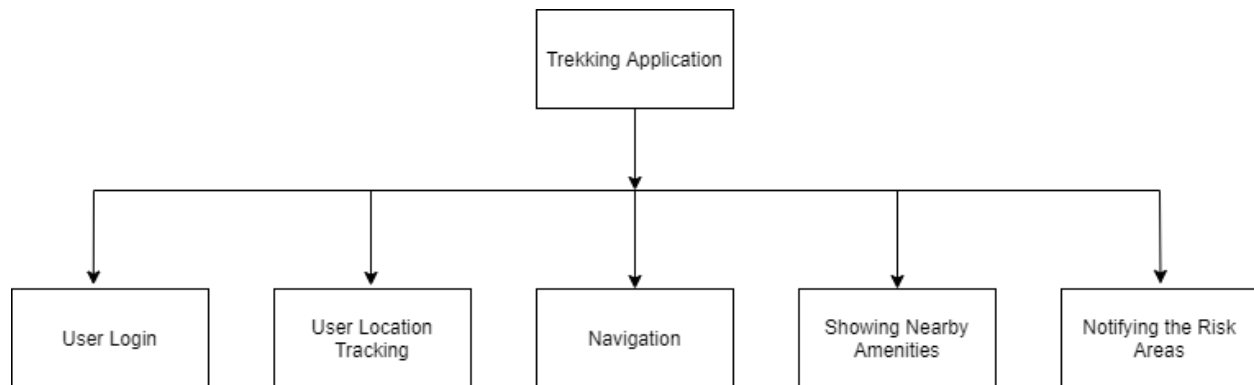 Trekking Application
User Login
User Location
Tracking
Navigation
Showing Nearby
Amenities
Notifying the Risk
Areas